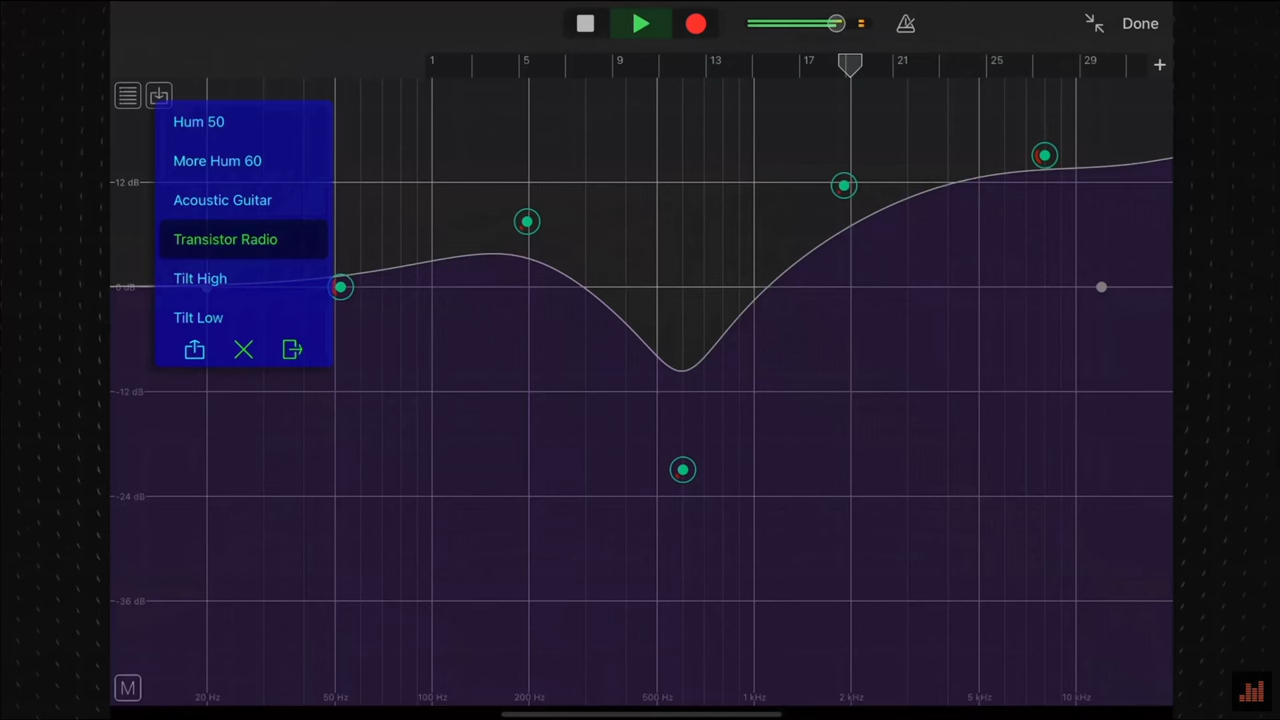 Done
1 5 9 13 17 21 25 29 +
Hum 50
More Hum 60
Acoustic Guitar
Transistor Radio
Tilt High
Tilt Low
12 dB
0 dB
-12 dB
-24 dB
-36 dB
M
20 Hz 50 Hz 100 Hz 200 Hz 500 Hz 1 kHz 2 kHz 5 kHz 10 kHz